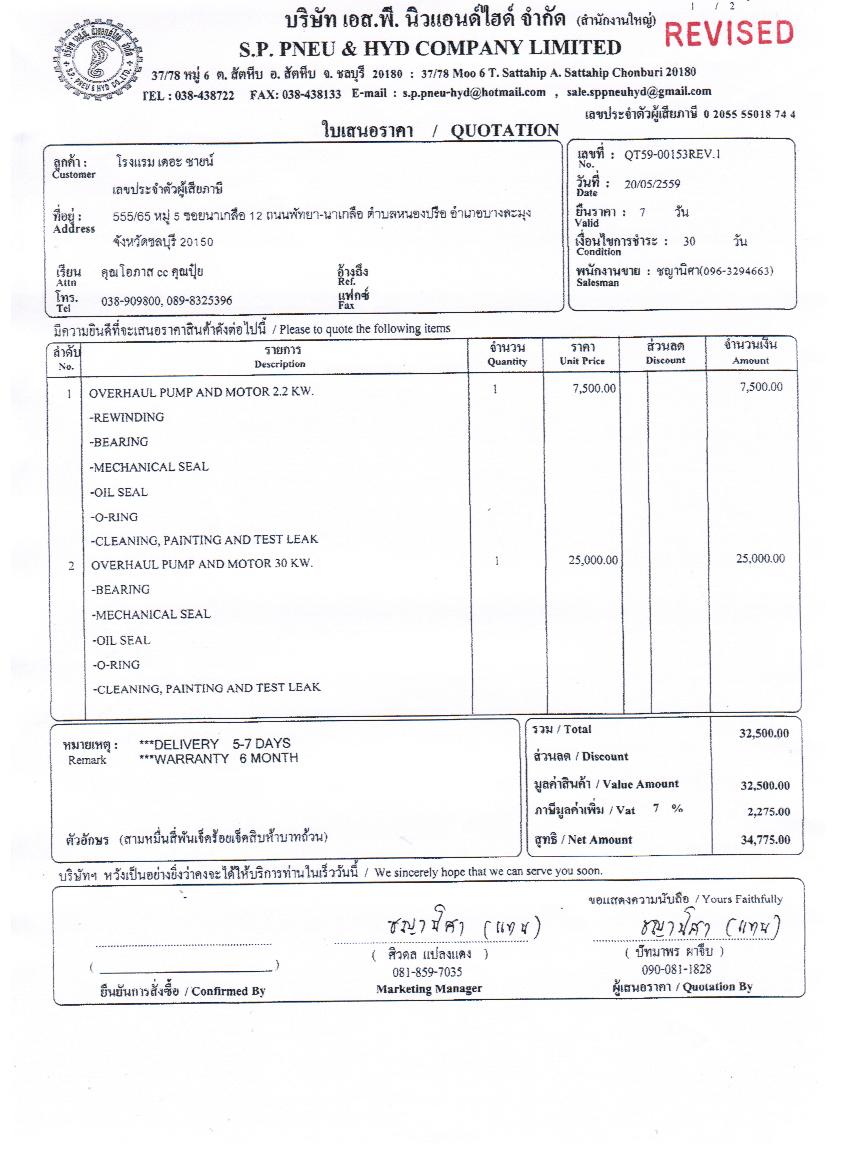 1 / 2
บริษัท เอส.พี. นิวแอนด์ไฮด์ จำกัด (สำนักงานใหญ่)
REVISED
S.P. PNEU & HYD COMPANY LIMITED
37/78 หมู่ 6 ต. สัตหีบ อ. สัตหีบ จ. ชลบุรี 20180 : 37/78 Moo 6 T. Sattahip A. Sattahip Chonburi 20180
TEL : 038-438722 FAX: 038-438133 E-mail : s.p.pneu-hyd@hotmail.com , sale.sppneuhyd@gmail.com
เลขประจำตัวผู้เสียภาษี 0 2055 55018 74 4
ใบเสนอราคา / QUOTATION
ลูกค้า : โรงแรม เดอะ ซายน์
Customer
เลขประจำตัวผู้เสียภาษี
ที่อยู่ : 555/65 หมู่ 5 ซอยนาเกลือ 12 ถนนพัทยา-นาเกลือ ตำบลหนองปรือ อำเภอบางละมุง
Address
จังหวัดชลบุรี 20150
เรียน คุณโอภาส cc คุณปุ้ย อ้างถึง
Attn Ref.
โทร. 038-909800, 089-8325396 แฟกซ์
Tel Fax
เลขที่ : QT59-00153REV.1
No.
วันที่ : 20/05/2559
Date
ยืนราคา : 7 วัน
Valid
เงื่อนไขการชำระ : 30 วัน
Condition
พนักงานขาย : ชญานิศา(096-3294663)
Salesman
มีความยินดีที่จะเสนอราคาสินค้าดังต่อไปนี้ / Please to quote the following items
ลำดับ รายการ จำนวน ราคา ส่วนลด จำนวนเงิน
No. Description Quantity Unit Price Discount Amount
1 OVERHAUL PUMP AND MOTOR 2.2 KW. 1 7,500.00 7,500.00
-REWINDING
-BEARING
-MECHANICAL SEAL
-OIL SEAL
-O-RING
-CLEANING, PAINTING AND TEST LEAK
2 OVERHAUL PUMP AND MOTOR 30 KW. 1 25,000.00 25,000.00
-BEARING
-MECHANICAL SEAL
-OIL SEAL
-O-RING
-CLEANING, PAINTING AND TEST LEAK
หมายเหตุ : ***DELIVERY 5-7 DAYS
Remark ***WARRANTY 6 MONTH
ตัวอักษร (สามหมื่นสี่พันเจ็ดร้อยเจ็ดสิบห้าบาทถ้วน)
รวม / Total 32,500.00
ส่วนลด / Discount
มูลค่าสินค้า / Value Amount 32,500.00
ภาษีมูลค่าเพิ่ม / Vat 7 % 2,275.00
สุทธิ / Net Amount 34,775.00
บริษัทฯ หวังเป็นอย่างยิ่งว่าคงจะได้ให้บริการท่านในเร็ววันนี้ / We sincerely hope that we can serve you soon.
ขอแสดงความนับถือ / Yours Faithfully
ชญานิศา (แทน) ชญานิศา (แทน)
( ) ( ศิวดล แปลงแดง ) ( ปัทมาพร ผาจีบ )
081-859-7035 090-081-1828
ยืนยันการสั่งซื้อ / Confirmed By Marketing Manager ผู้เสนอราคา / Quotation By